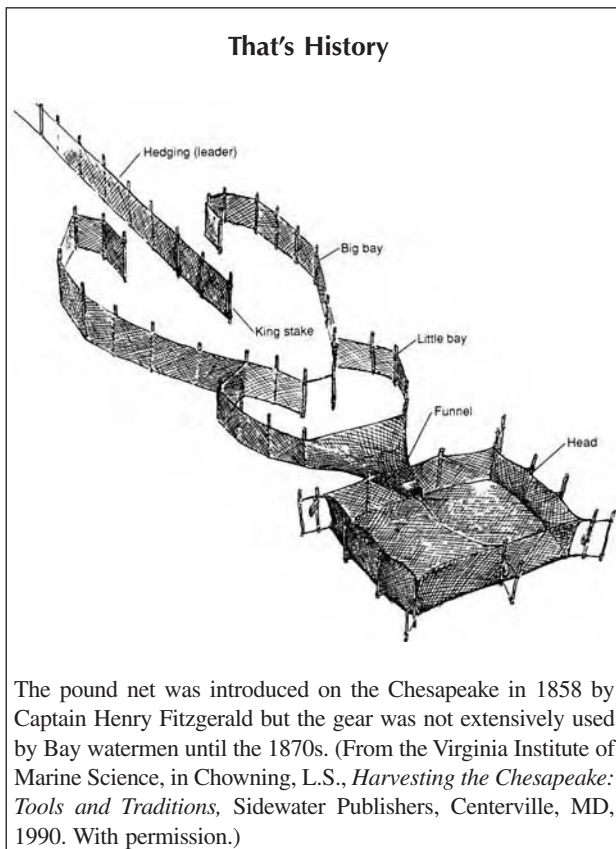 That's History
Hedging (leader)
Big bay
King stake
Little bay
Funnel
Head
The pound net was introduced on the Chesapeake in 1858 by
Captain Henry Fitzgerald but the gear was not extensively used
by Bay watermen until the 1870s. (From the Virginia Institute of
Marine Science, in Chowning, L.S., Harvesting the Chesapeake:
Tools and Traditions, Sidewater Publishers, Centerville, MD,
1990. With permission.)